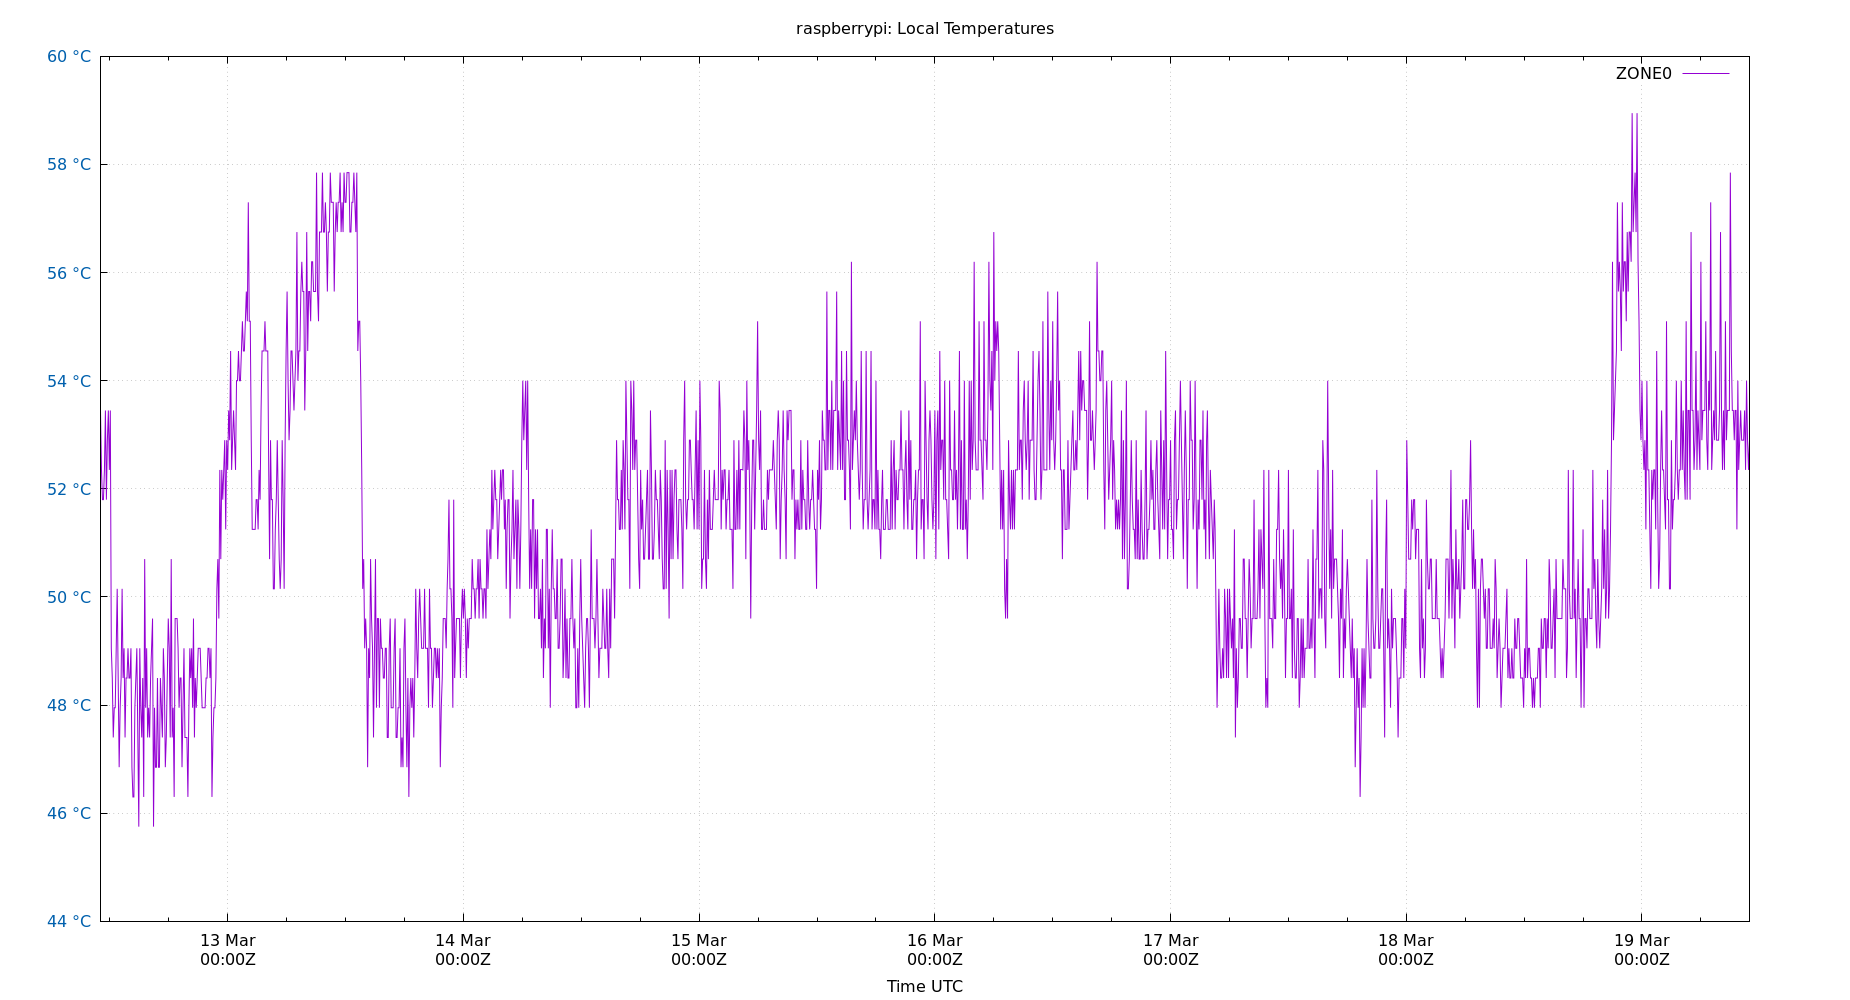 raspberrypi: Local Temperatures
60 °C
ZONE0
58 °C
56 °C
54 °C
52 °C
50 °C
48 °C
46 °C
44 °C
13 Mar 14 Mar 15 Mar 16 Mar 17 Mar 18 Mar 19 Mar
00:00Z 00:00Z 00:00Z 00:00Z 00:00Z 00:00Z 00:00Z
Time UTC